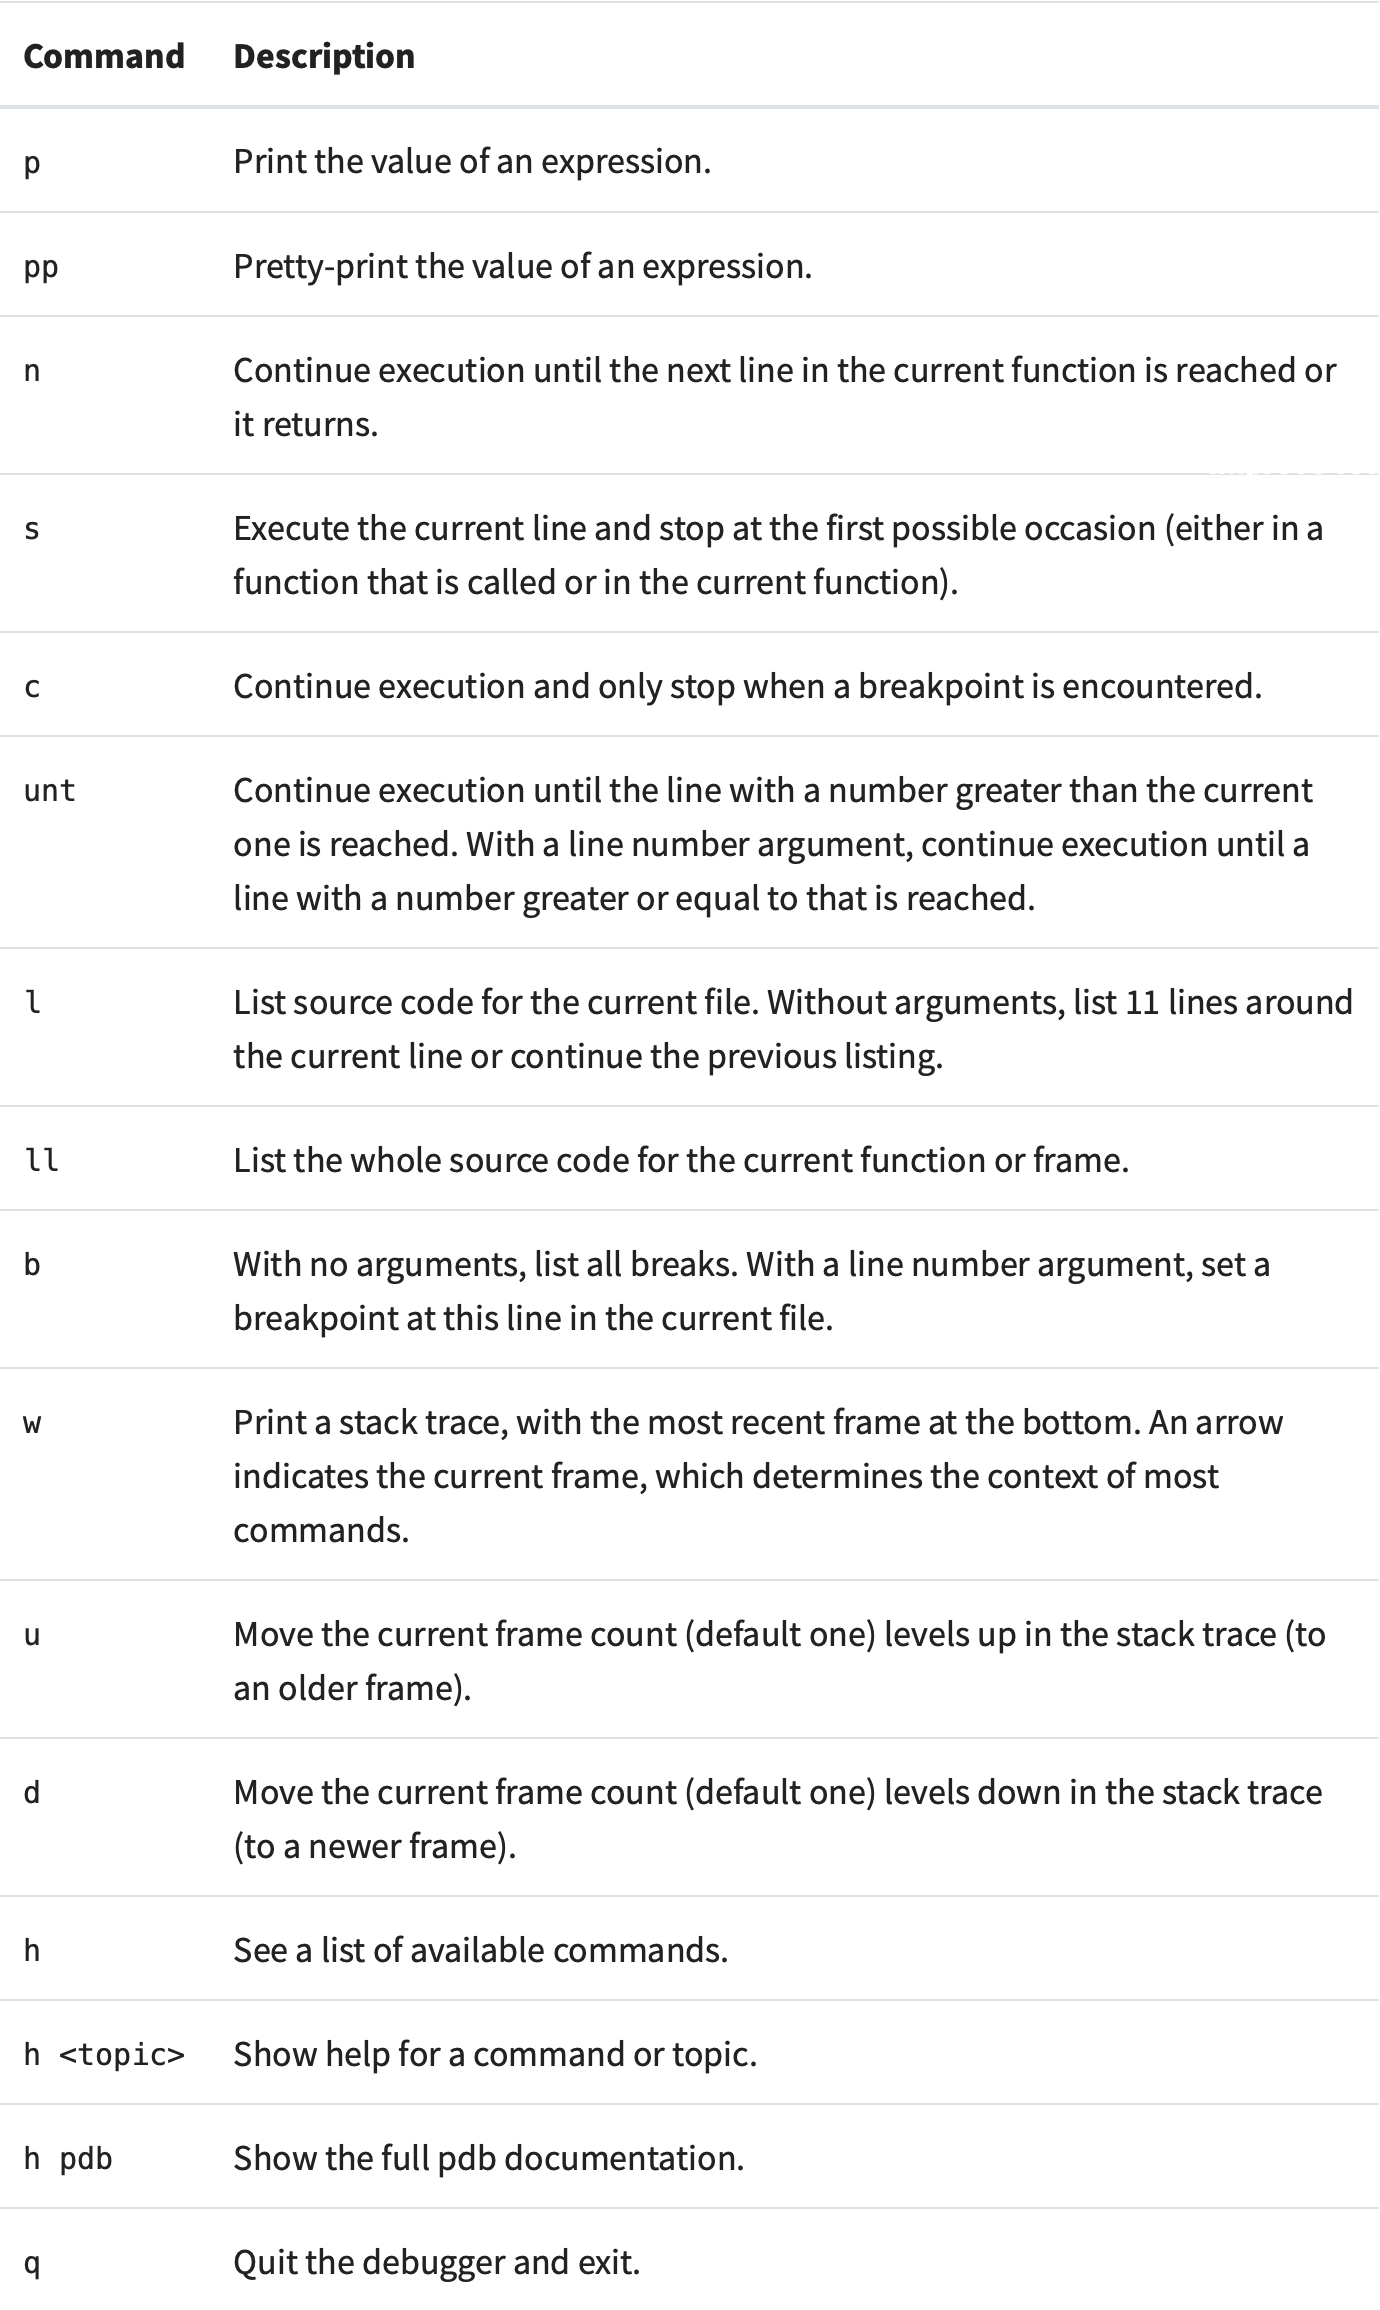 Command Description
p Print the value of an expression.
pp Pretty-print the value of an expression.
n Continue execution until the next line in the current function is reached or
it returns.
s Execute the current line and stop at the first possible occasion (either in a
function that is called or in the current function).
c Continue execution and only stop when a breakpoint is encountered.
unt Continue execution until the line with a number greater than the current
one is reached. With a line number argument, continue execution until a
line with a number greater or equal to that is reached.
l List source code for the current file. Without arguments, list 11 lines around
the current line or continue the previous listing.
ll List the whole source code for the current function or frame.
b With no arguments, list all breaks. With a line number argument, set a
breakpoint at this line in the current file.
w Print a stack trace, with the most recent frame at the bottom. An arrow
indicates the current frame, which determines the context of most
commands.
u Move the current frame count (default one) levels up in the stack trace (to
an older frame).
d Move the current frame count (default one) levels down in the stack trace
(to a newer frame).
h See a list of available commands.
h <topic> Show help for a command or topic.
h pdb Show the full pdb documentation.
q Quit the debugger and exit.